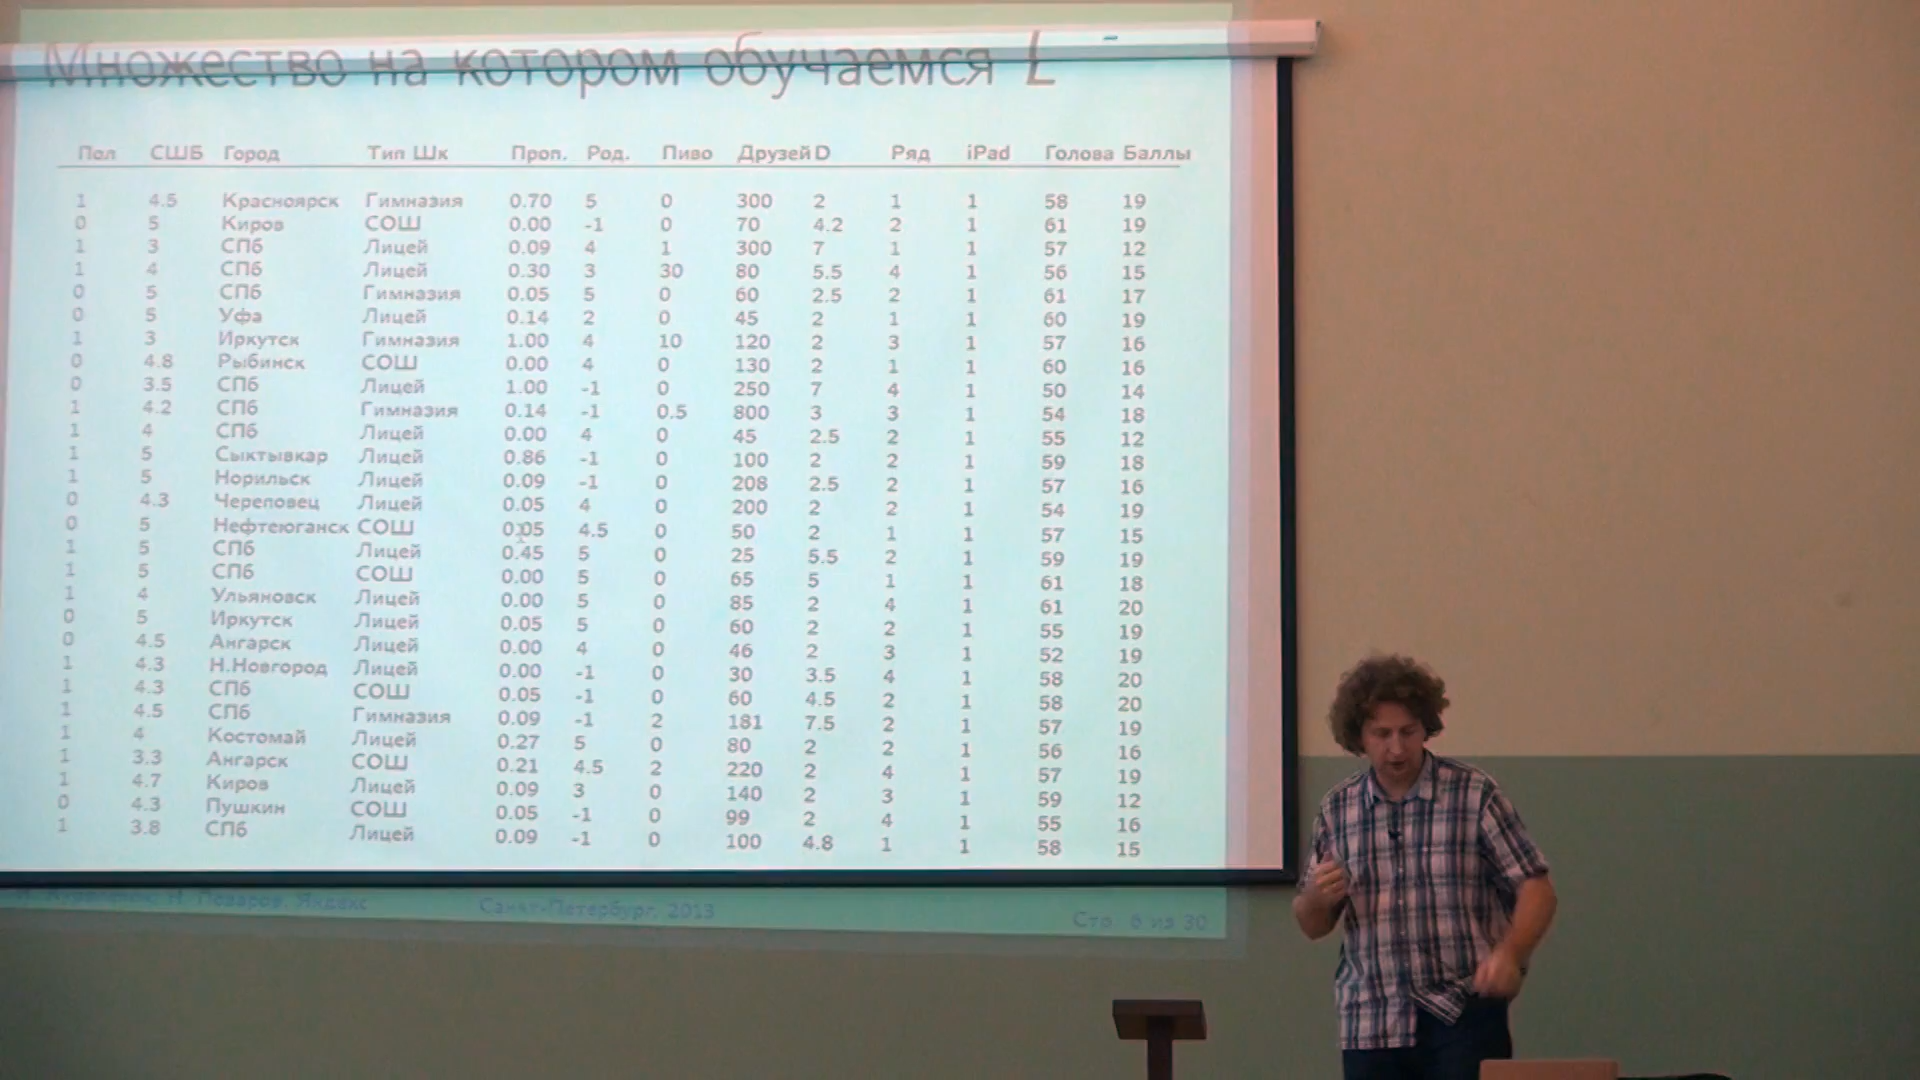 Множество на котором обучаемся L
Пол СШБ Город Тип Шк Проп. Род. Пиво Друзей D Ряд iPad Голова Баллы
1 4.5 Красноярск Гимназия 0.70 5 0 300 2 1 1 58 19
0 5 Киров СОШ 0.00 -1 0 70 4.2 2 1 61 19
1 3 СПб Лицей 0.09 4 1 300 7 1 1 57 12
1 4 СПб Лицей 0.30 3 30 80 5.5 4 1 56 15
0 5 СПб Гимназия 0.05 5 0 60 2.5 2 1 61 17
0 5 Уфа Лицей 0.14 2 0 45 2 1 1 60 19
1 3 Иркутск Гимназия 1.00 4 10 120 2 3 1 57 16
0 4.8 Рыбинск СОШ 0.00 4 0 130 2 1 1 60 16
0 3.5 СПб Лицей 1.00 -1 0 250 7 4 1 50 14
1 4.2 СПб Гимназия 0.14 -1 0.5 800 3 3 1 54 18
1 4 СПб Лицей 0.00 4 0 45 2.5 2 1 55 12
1 5 Сыктывкар Лицей 0.86 -1 0 100 2 2 1 59 18
1 5 Норильск Лицей 0.09 -1 0 208 2.5 2 1 57 16
0 4.3 Череповец Лицей 0.05 4 0 200 2 2 1 54 19
0 5 Нефтеюганск СОШ 0.05 4.5 0 50 2 1 1 57 15
1 5 СПб Лицей 0.45 5 0 25 5.5 2 1 59 19
1 5 СПб СОШ 0.00 5 0 65 5 1 1 61 18
1 4 Ульяновск Лицей 0.00 5 0 85 2 4 1 61 20
0 5 Иркутск Лицей 0.05 5 0 60 2 2 1 55 19
0 4.5 Ангарск Лицей 0.00 4 0 46 2 3 1 52 19
1 4.3 Н.Новгород Лицей 0.00 -1 0 30 3.5 4 1 58 20
1 4.3 СПб СОШ 0.05 -1 0 60 4.5 2 1 58 20
1 4.5 СПб Гимназия 0.09 -1 2 181 7.5 2 1 57 19
1 4 Костомай Лицей 0.27 5 0 80 2 2 1 56 16
1 3.3 Ангарск СОШ 0.21 4.5 2 220 2 4 1 57 19
1 4.7 Киров Лицей 0.09 3 0 140 2 3 1 59 12
0 4.3 Пушкин СОШ 0.05 -1 0 99 2 4 1 55 16
1 3.8 СПб Лицей 0.09 -1 0 100 4.8 1 1 58 15
Поваров, Яндекс Санкт-Петербург, 2013 Стр. 6 из 30